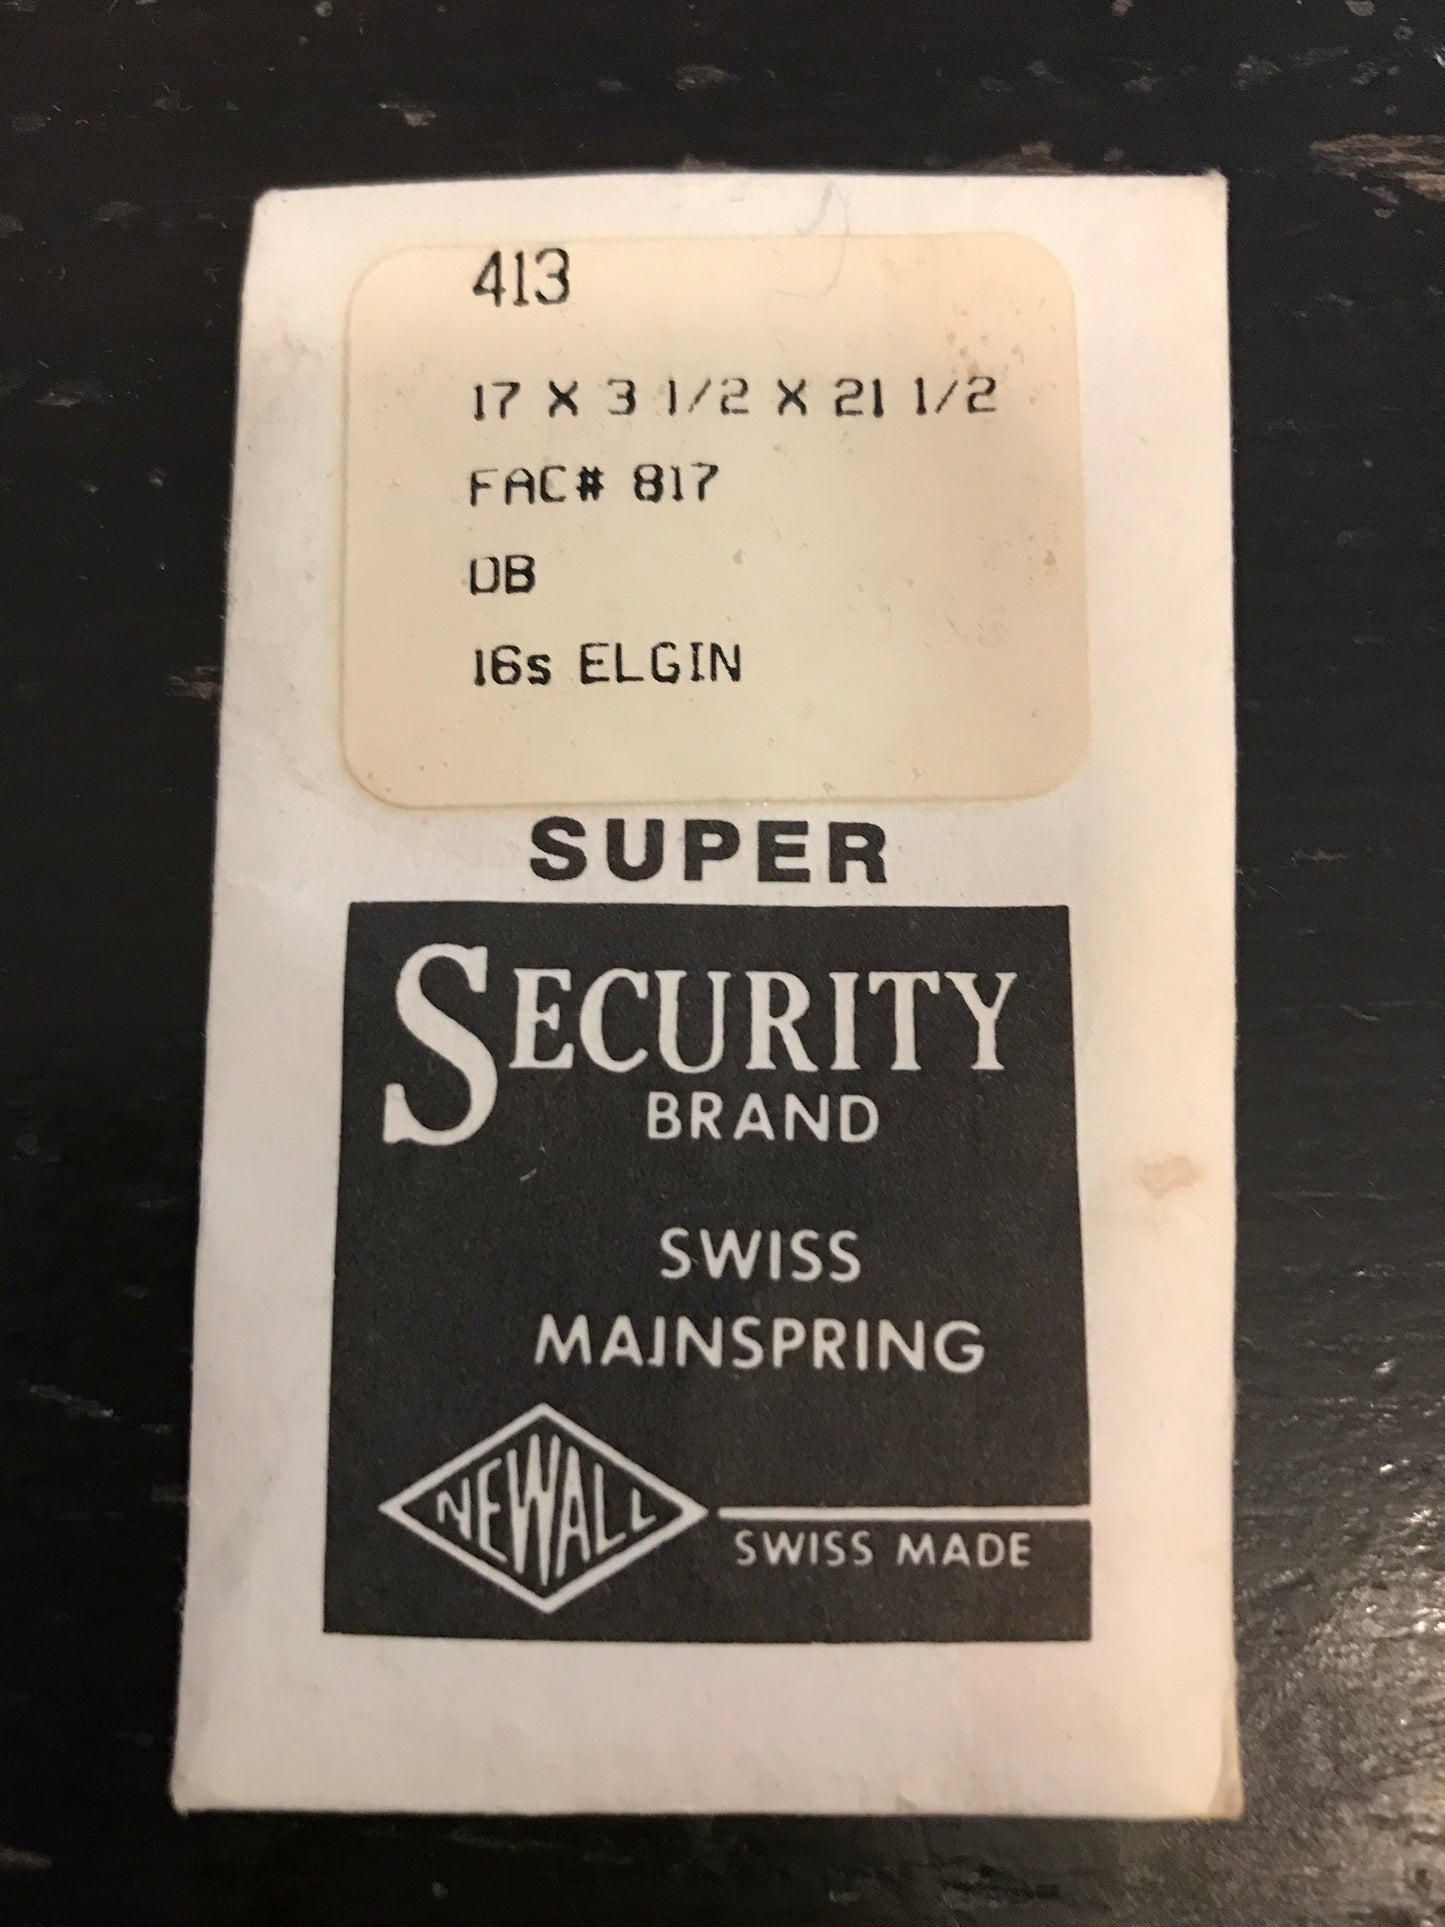 413
17 X 3 1/2 X 21 1/2
FAC# 817
DB
16s ELGIN
SUPER
SECURITY
BRAND
SWISS
MAINSPRING
NEWALL
SWISS MADE